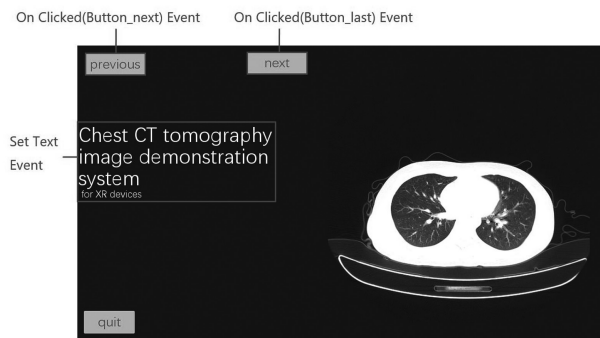 On Clicked(Button_next) Event
On Clicked(Button_last) Event
previous
next
Set Text
Event
Chest CT tomography
image demonstration
system
for XR devices
quit